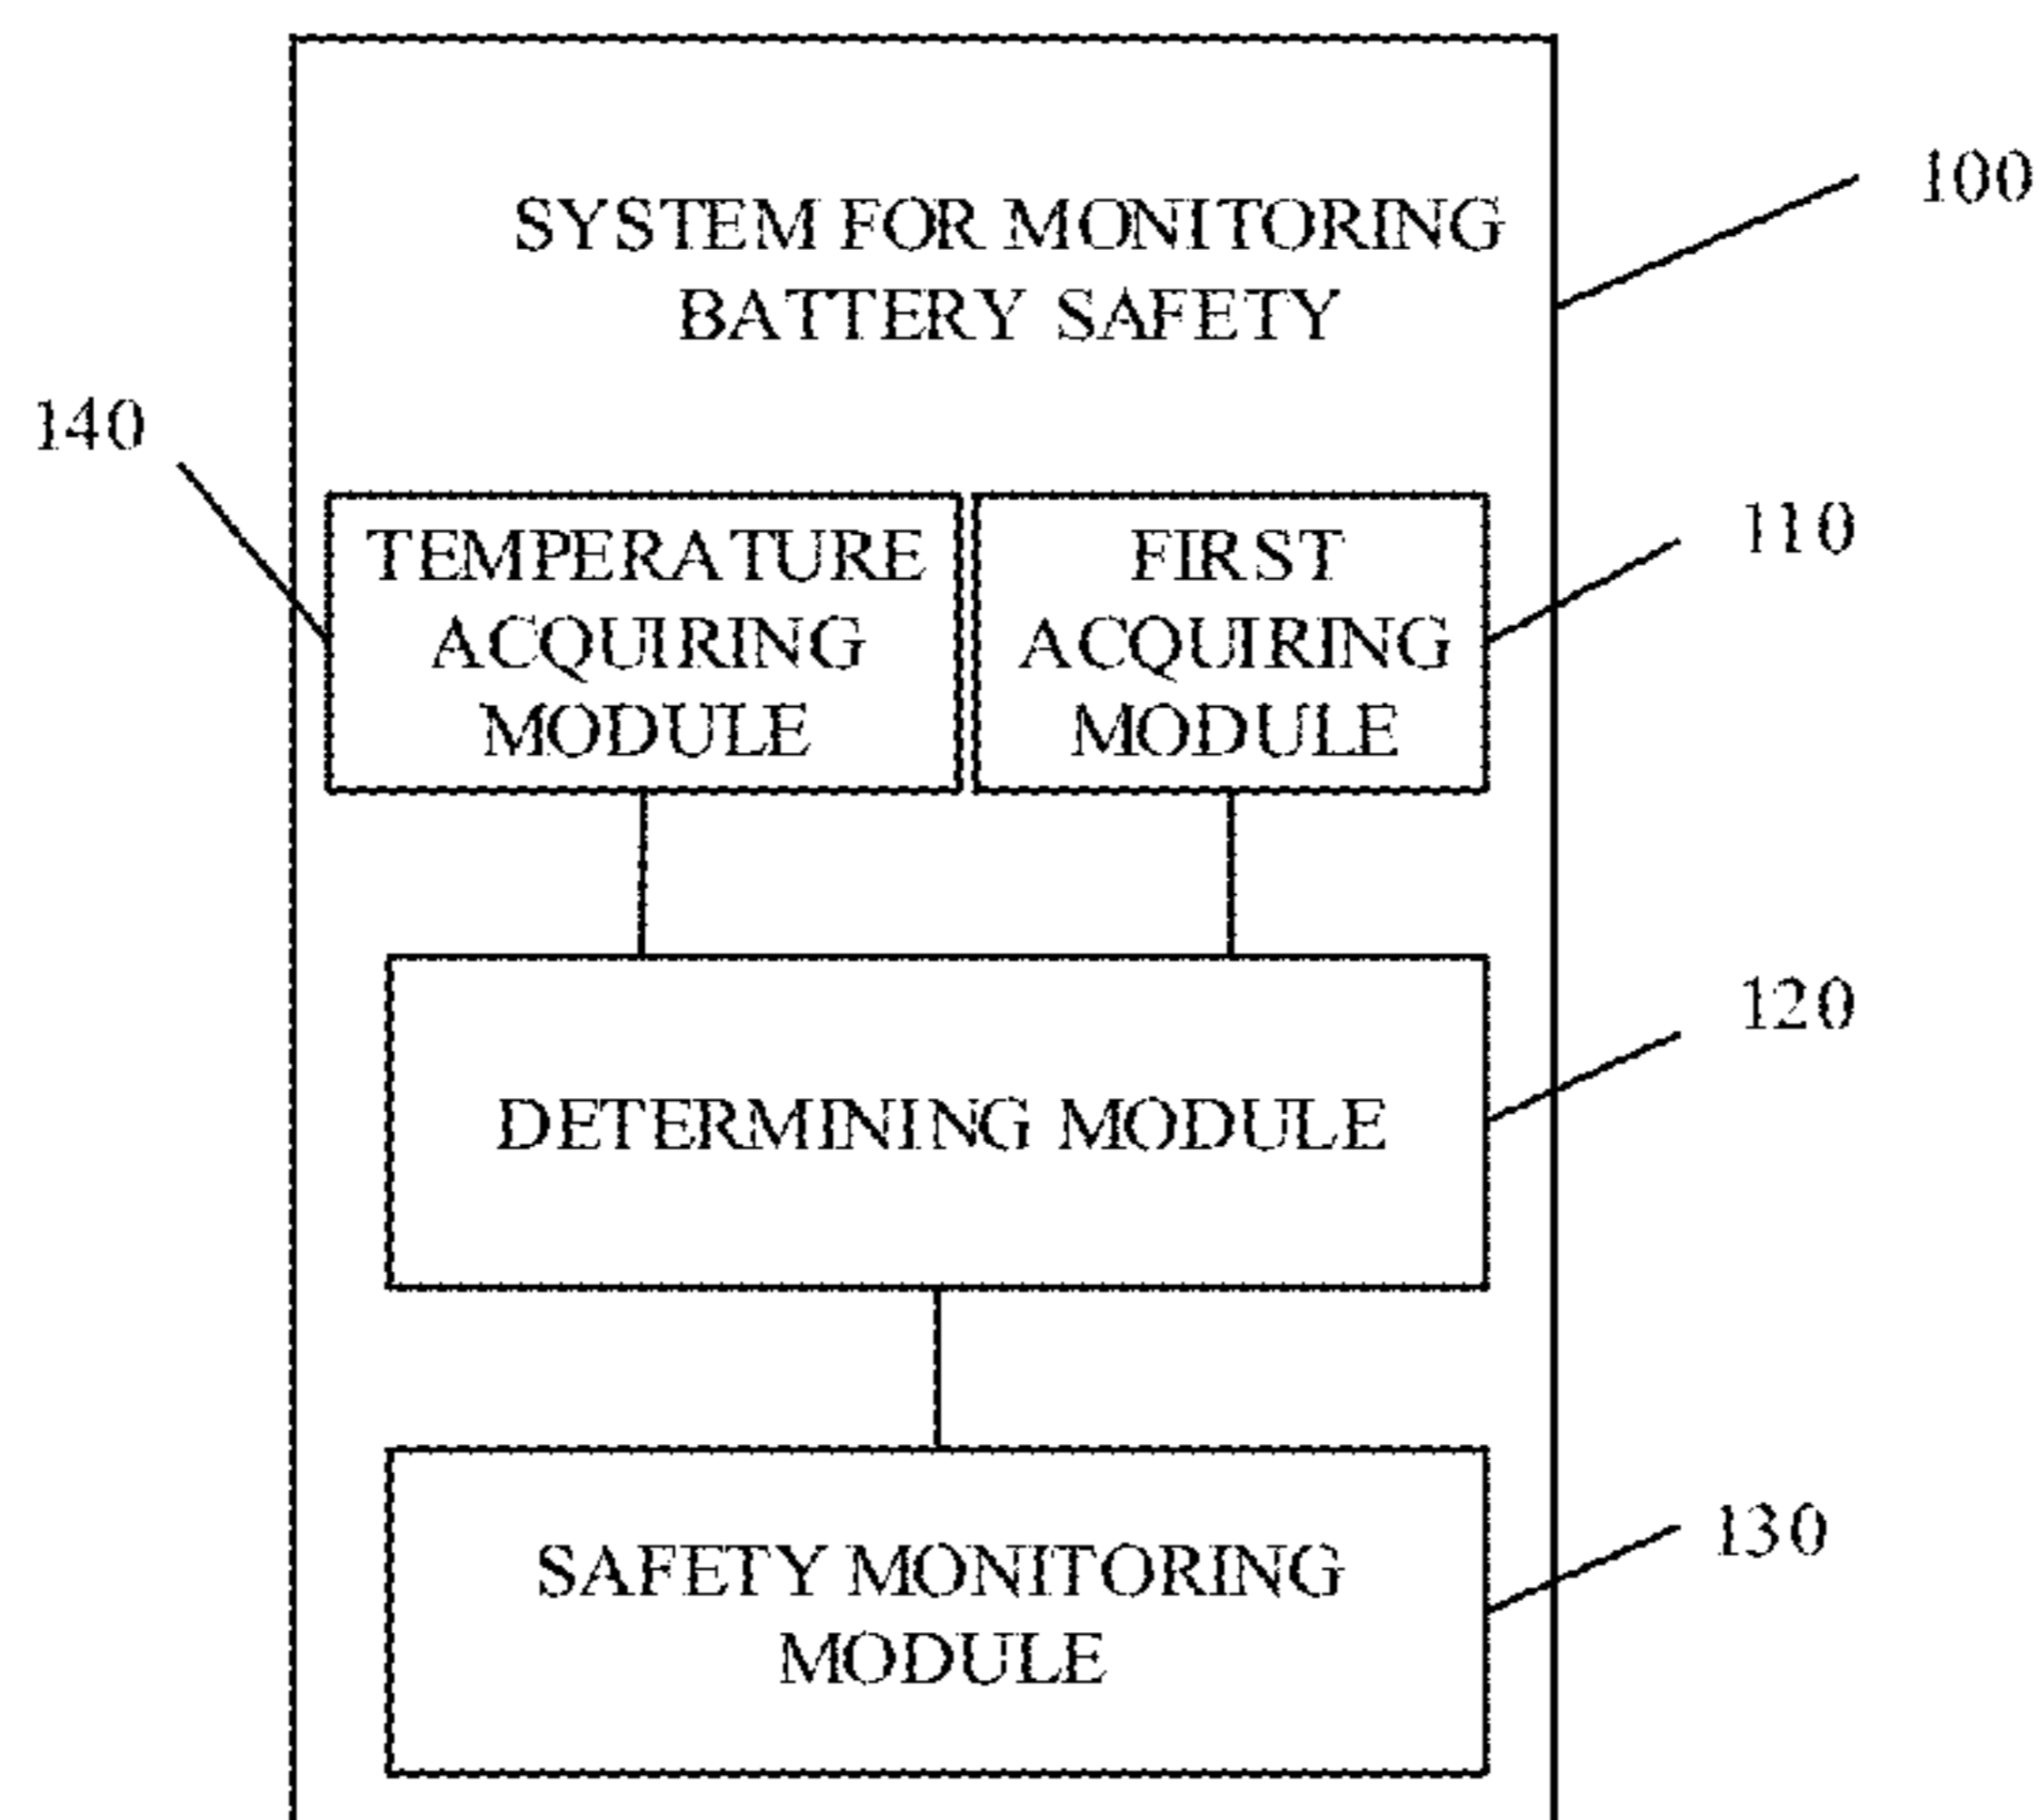 SYSTEM FOR MONITORING
BATTERY SAFETY
100
140
TEMPERATURE
ACQUIRING
MODULE
FIRST
ACQUIRING
MODULE
110
DETERMINING MODULE
120
SAFETY MONITORING
MODULE
130